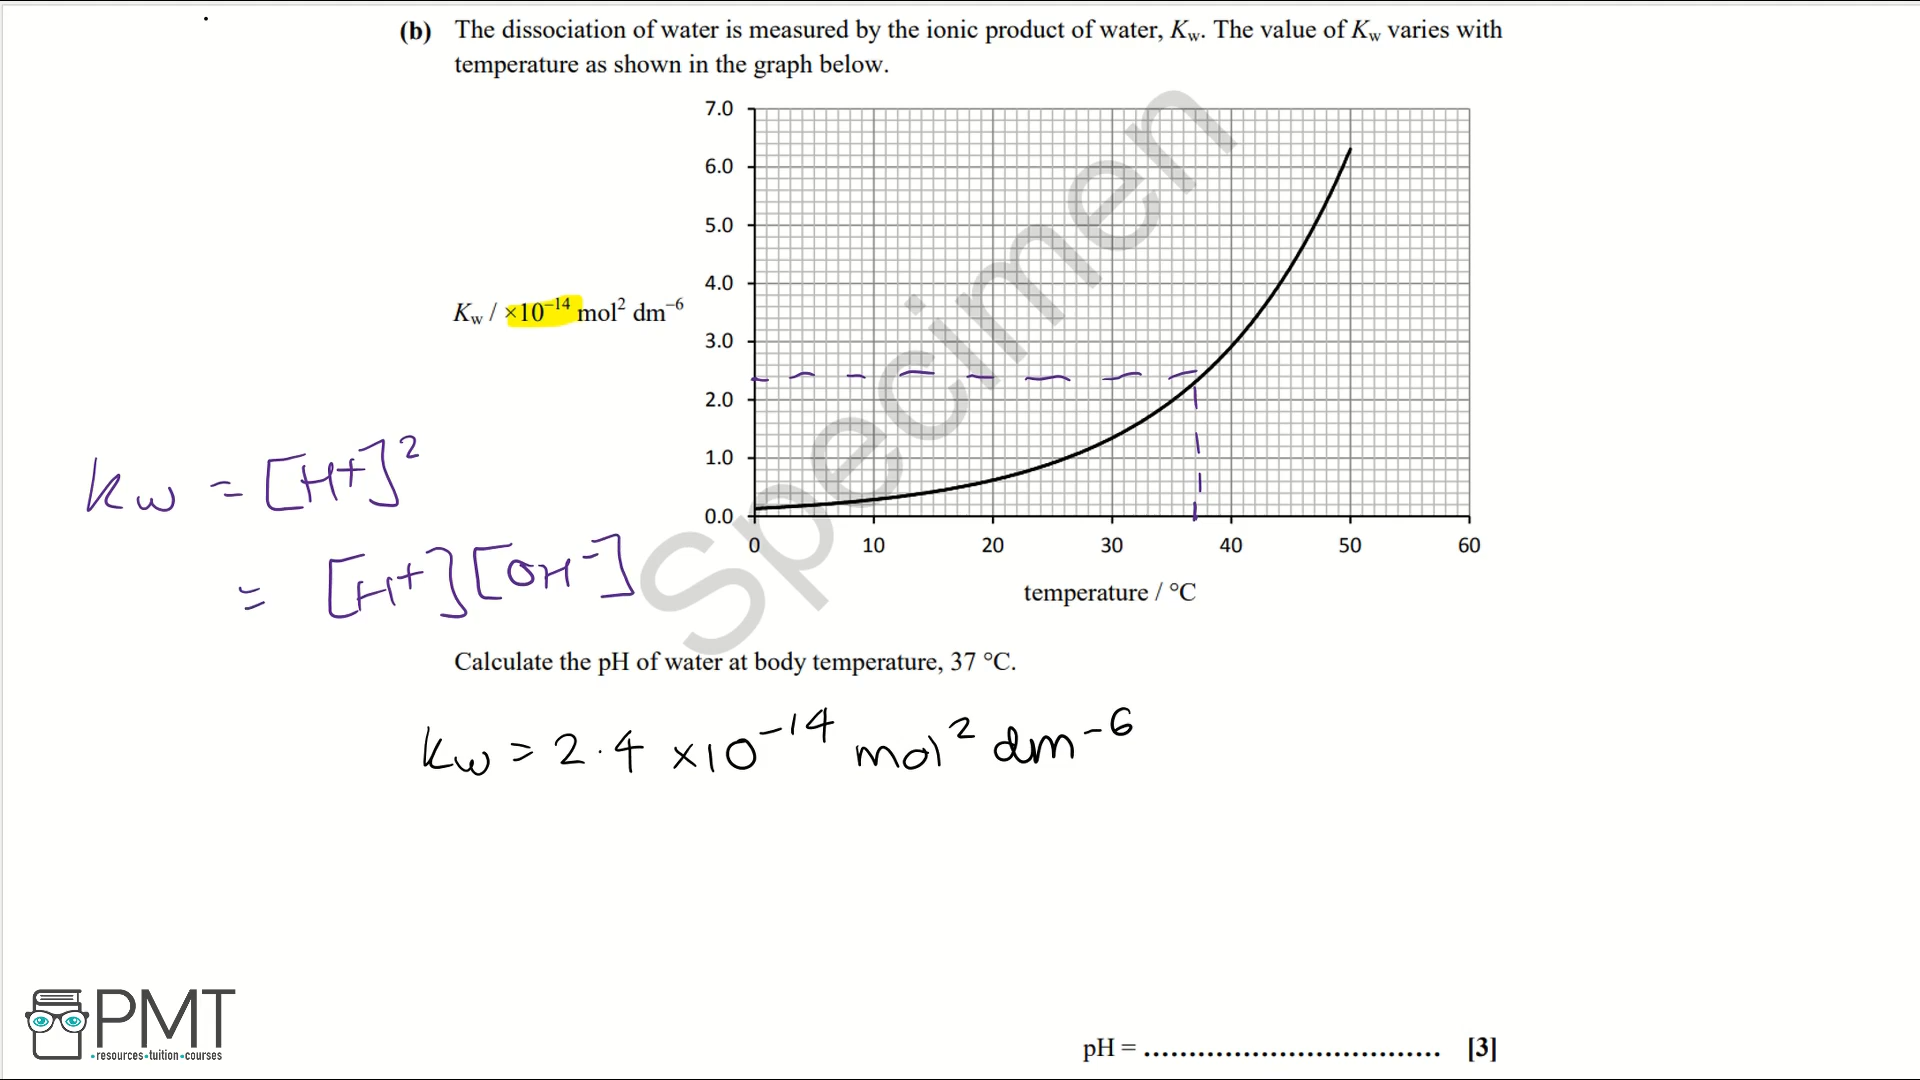 (b) The dissociation of water is measured by the ionic product of water, Kw. The value of Kw varies with
temperature as shown in the graph below.
7.0
6.0
5.0
4.0
Kw / ×10⁻¹⁴ mol² dm⁻⁶
3.0
2.0
1.0
0.0
0 10 20 30 40 50 60
temperature / °C
Specimen
kw = [H+]²
= [H+][OH⁻]
Calculate the pH of water at body temperature, 37 °C.
kw = 2.4 ×10⁻¹⁴ mol² dm⁻⁶
PMT
•resources•tuition•courses
pH = ................................. [3]